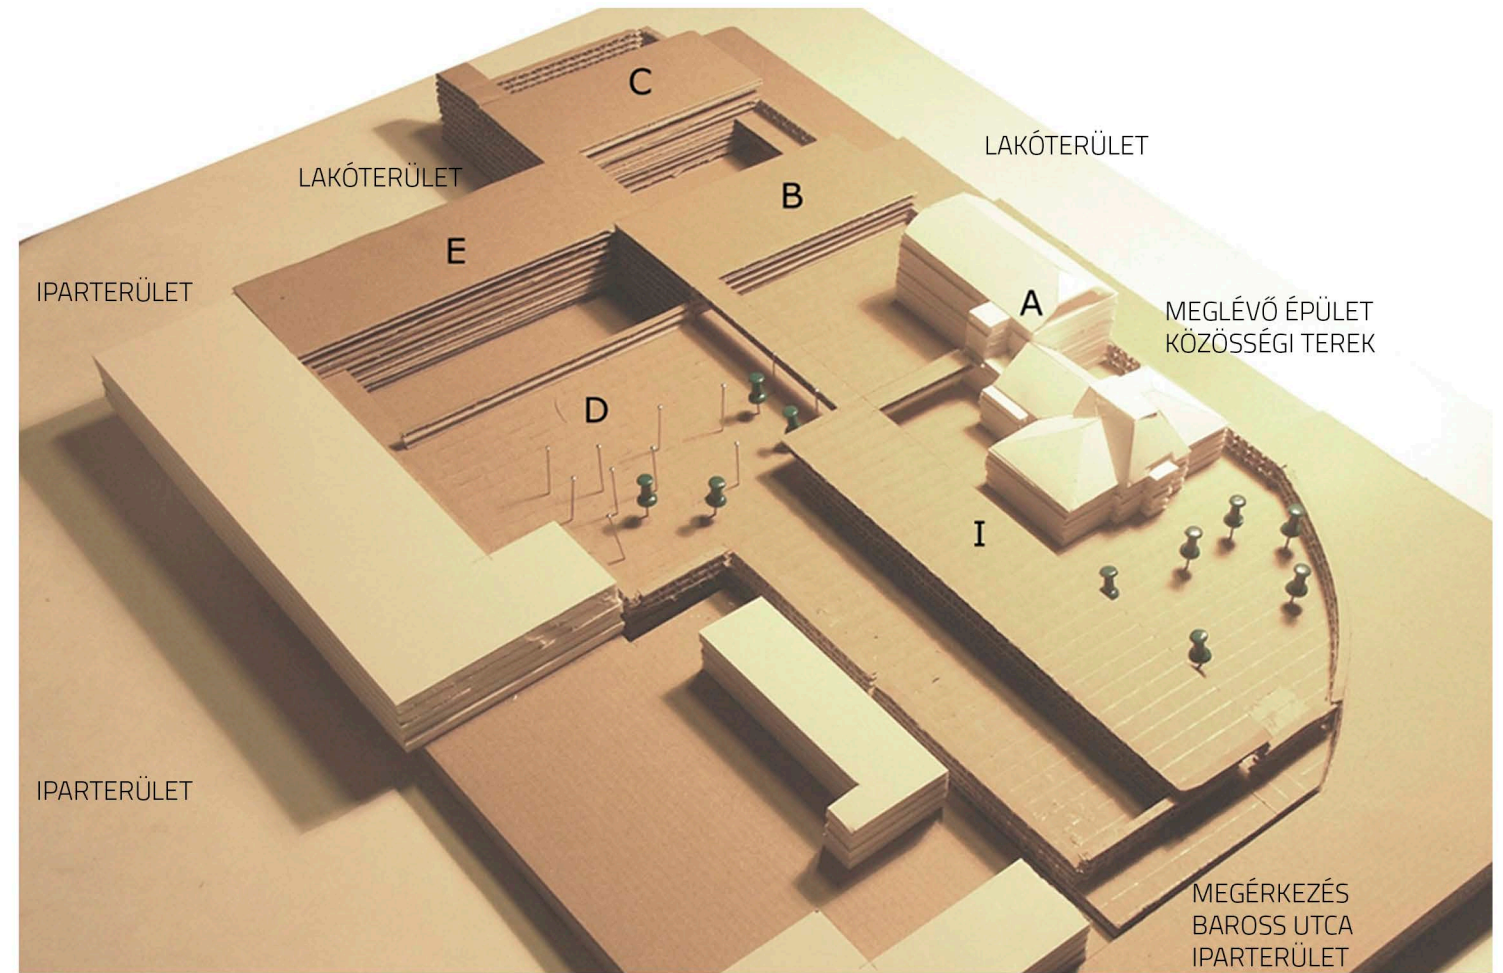 C
LAKÓTERÜLET
LAKÓTERÜLET
B
E
IPARTERÜLET
A
MEGLÉVŐ ÉPÜLET
KÖZÖSSÉGI TEREK
D
I
IPARTERÜLET
MEGÉRKEZÉS
BAROSS UTCA
IPARTERÜLET